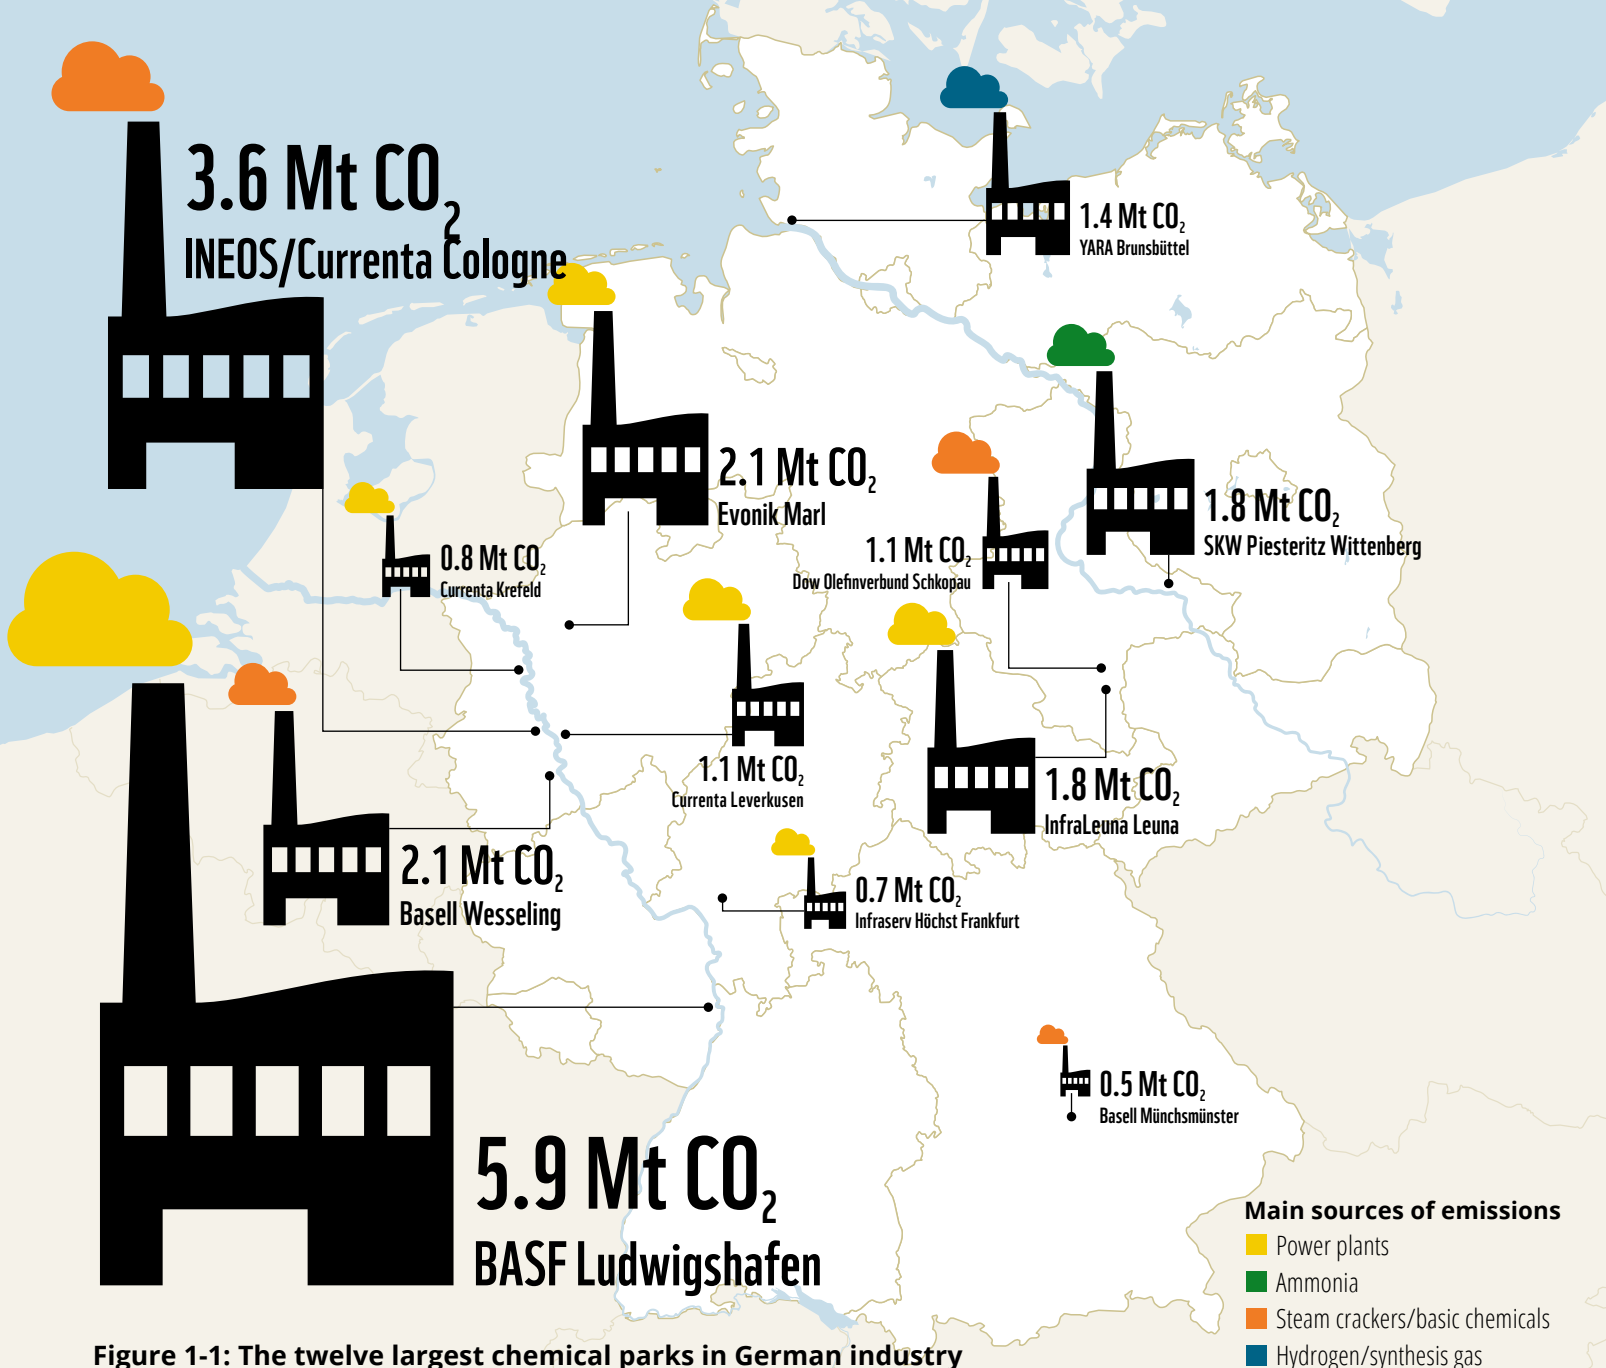 3.6 Mt CO₂
INEOS/Currenta Cologne
1.4 Mt CO₂
YARA Brunsbüttel
2.1 Mt CO₂
Evonik Marl
1.8 Mt CO₂
SKW Piesteritz Wittenberg
0.8 Mt CO₂
Currenta Krefeld
1.1 Mt CO₂
Dow Olefinverbund Schkopau
1.1 Mt CO₂
Currenta Leverkusen
1.8 Mt CO₂
InfraLeuna Leuna
2.1 Mt CO₂
Basell Wesseling
0.7 Mt CO₂
Infraserv Höchst Frankfurt
0.5 Mt CO₂
Basell Münchsmünster
5.9 Mt CO₂
BASF Ludwigshafen
Main sources of emissions
Power plants
Ammonia
Steam crackers/basic chemicals
Hydrogen/synthesis gas
Figure 1-1: The twelve largest chemical parks in German industry